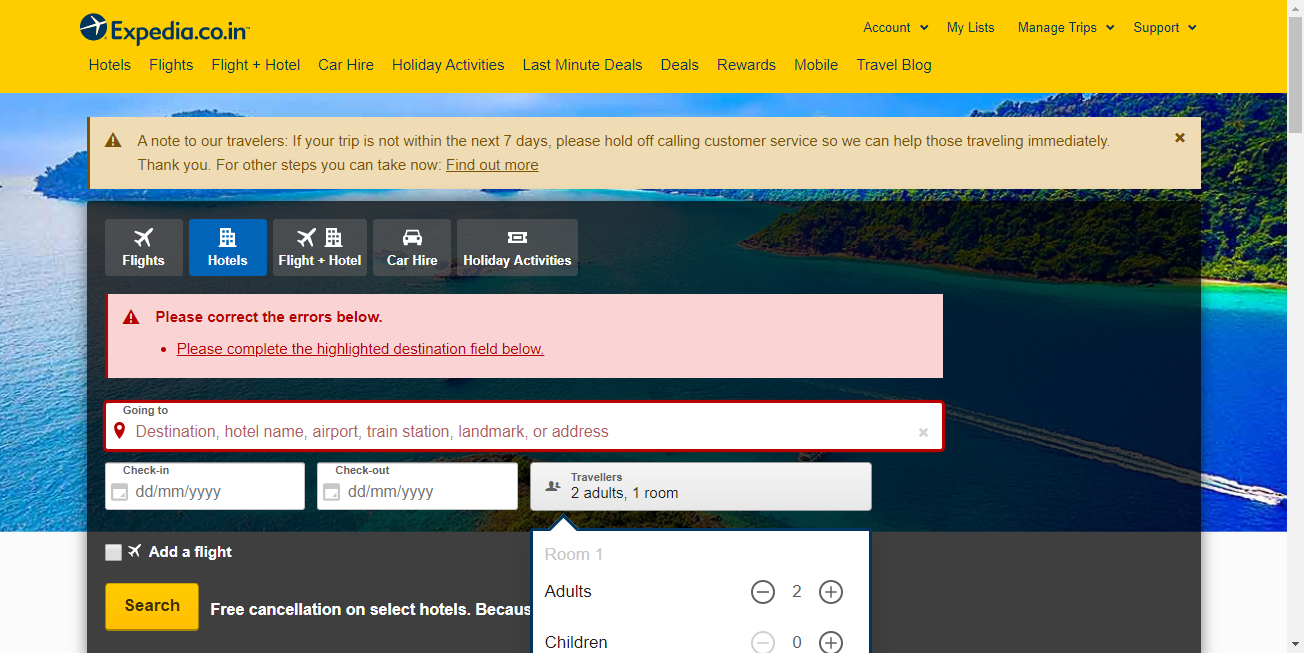 Expedia.co.in™
Account
My Lists
Manage Trips
Support
Hotels
Flights
Flight + Hotel
Car Hire
Holiday Activities
Last Minute Deals
Deals
Rewards
Mobile
Travel Blog
A note to our travelers: If your trip is not within the next 7 days, please hold off calling customer service so we can help those traveling immediately.
Thank you. For other steps you can take now: Find out more
Flights
Hotels
Flight + Hotel
Car Hire
Holiday Activities
Please correct the errors below.
• Please complete the highlighted destination field below.
Going to
Destination, hotel name, airport, train station, landmark, or address
Check-in
dd/mm/yyyy
Check-out
dd/mm/yyyy
Travellers
2 adults, 1 room
Add a flight
Room 1
Adults
2
Children
0
Search
Free cancellation on select hotels. Becaus